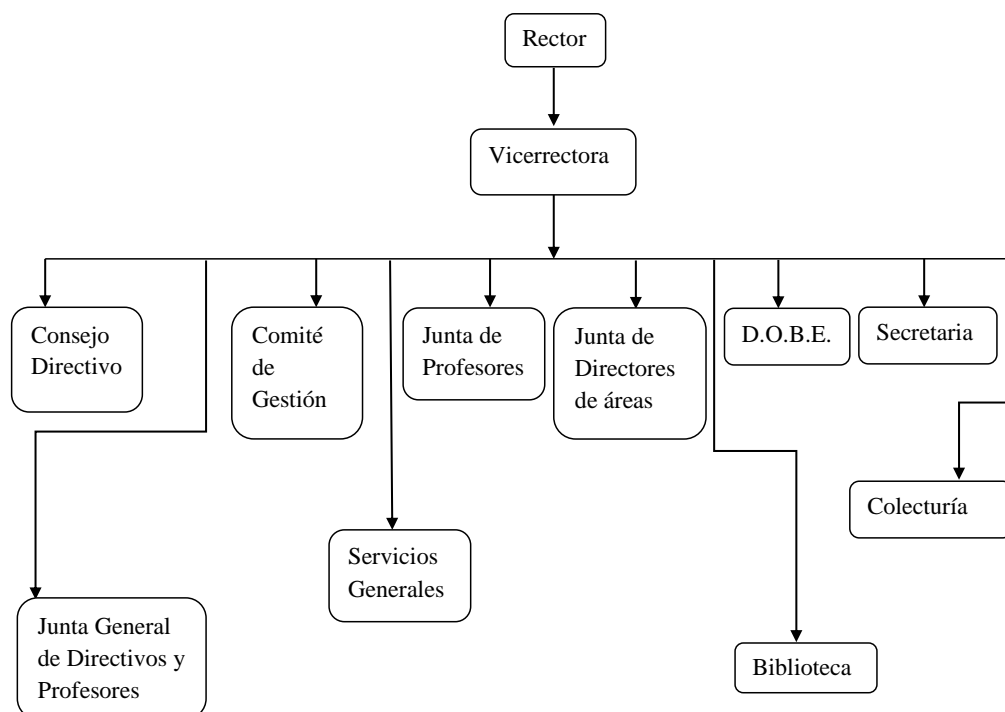 Rector
Vicerrectora
Consejo
Directivo
Comité
de
Gestión
Junta de
Profesores
Junta de
Directores
de áreas
D.O.B.E.
Secretaria
Colecturía
Servicios
Generales
Junta General
de Directivos y
Profesores
Biblioteca